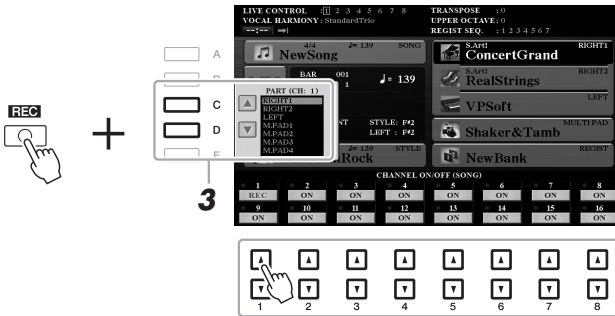 LIVE CONTROL :1 2 3 4 5 6 7 8
VOCAL HARMONY : StandardTrio
--:--
TRANSPOSE :0
UPPER OCTAVE : 0
REGIST SEQ. : 1 2 3 4 5 6 7
4/4 ♩= 139 SONG
NewSong
S.Art! RIGHT1
ConcertGrand
BAR 001
1
♩= 139
S.Art! RIGHT2
RealStrings
LEFT
VPSoft
STYLE: F#2
LEFT : F#2
MULTI PAD
Shaker&Tamb
♩= 139 STYLE
Rock
REGIST
NewBank
A
C
D
PART (CH: 1)
RIGHT1
RIGHT2
LEFT
M.PAD1
M.PAD2
M.PAD3
M.PAD4
REC
+
3
CHANNEL ON/OFF (SONG)
1 2 3 4 5 6 7 8
REC ON ON ON ON ON ON ON
9 10 11 12 13 14 15 16
ON ON ON ON ON ON ON ON
1 2 3 4 5 6 7 8